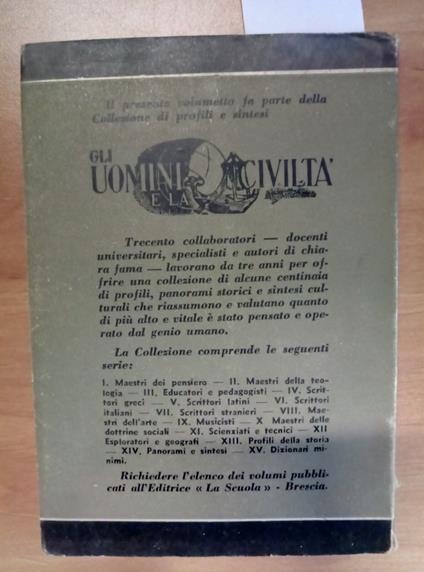 Il presente volumetto fa parte della
Collezione di profili e sintesi
GLI
UOMINI
E LA
CIVILTA'
Trecento collaboratori — docenti
universitari, specialisti e autori di chia-
ra fama — lavorano da tre anni per of-
frire una collezione di alcune centinaia
di profili, panorami storici e sintesi cul-
turali che riassumono e valutano quanto
di più alto e vitale è stato pensato e ope-
rato dal genio umano.
La Collezione comprende le seguenti
serie:
I. Maestri del pensiero — II. Maestri della teo-
logia — III. Educatori e pedagogisti — IV. Scrit-
tori greci — V. Scrittori latini — VI. Scrittori
italiani — VII. Scrittori stranieri — VIII. Mae-
stri dell'arte — IX. Musicisti — X Maestri delle
dottrine sociali — XI. Scienziati e tecnici — XII
Esploratori e geografi — XIII. Profili della storia
— XIV. Panorami e sintesi — XV. Dizionari mi-
nimi.
Richiedere l'elenco dei volumi pubbli-
cati all'Editrice « La Scuola » - Brescia.